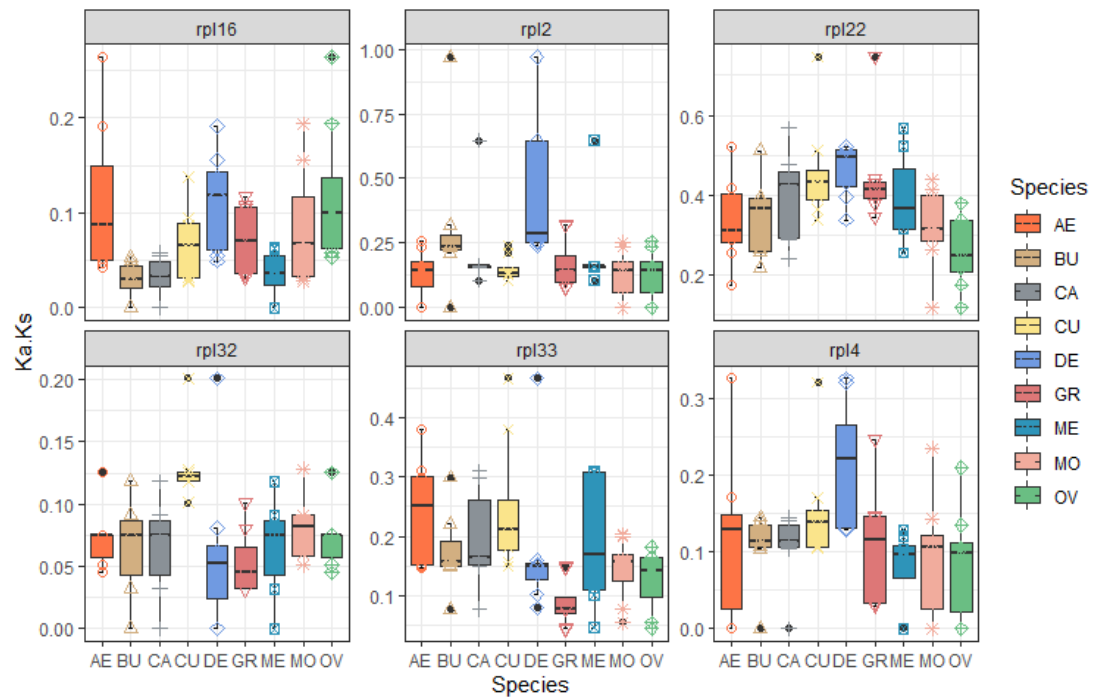 rpl16 rpl2 rpl22
0.2
0.1
0.0
1.00
0.75
0.50
0.25
0.00
0.6
0.4
0.2
Ka.Ks
rpl32 rpl33 rpl4
0.20
0.15
0.10
0.05
0.00
0.4
0.3
0.2
0.1
0.3
0.2
0.1
0.0
AE BU CA CU DE GR ME MO OV
AE BU CA CU DE GR ME MO OV
AE BU CA CU DE GR ME MO OV
Species
Species
AE
BU
CA
CU
DE
GR
ME
MO
OV